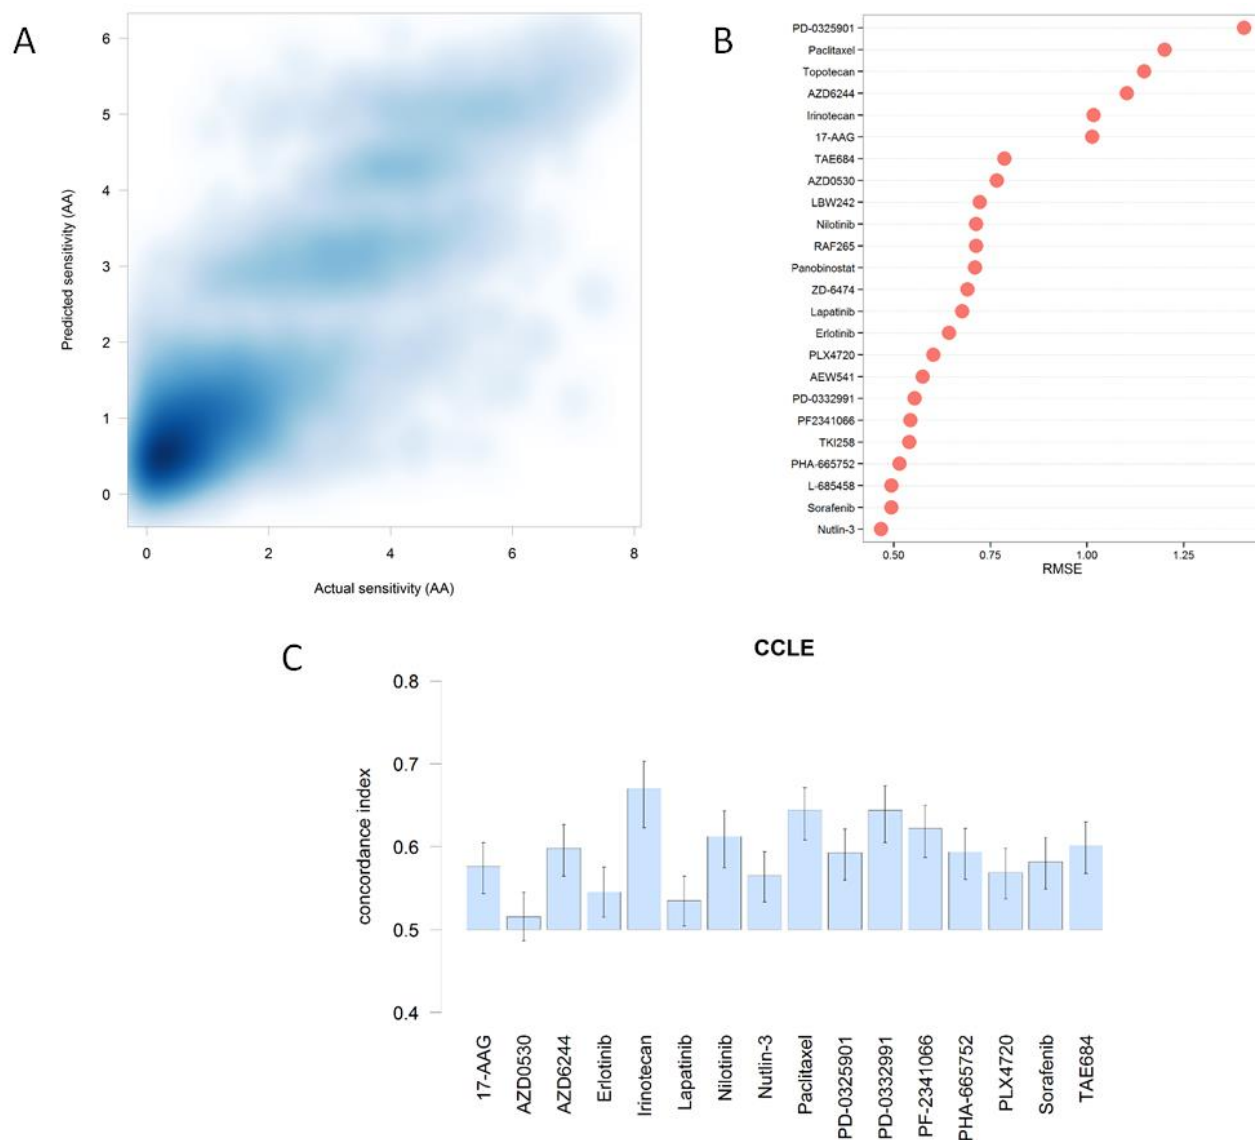 A
6
5
4
3
2
1
0
Predicted sensitivity (AA)
0 2 4 6 8
Actual sensitivity (AA)
B
PD-0325901
Paclitaxel
Topotecan
AZD6244
Irinotecan
17-AAG
TAE684
AZD0530
LBW242
Nilotinib
RAF265
Panobinostat
ZD-6474
Lapatinib
Erlotinib
PLX4720
AEW541
PD-0332991
PF2341066
TKI258
PHA-665752
L-685458
Sorafenib
Nutlin-3
0.50 0.75 1.00 1.25
RMSE
C
CCLE
0.8
0.7
0.6
0.5
0.4
concordance index
17-AAG
AZD0530
AZD6244
Erlotinib
Irinotecan
Lapatinib
Nilotinib
Nutlin-3
Paclitaxel
PD-0325901
PD-0332991
PF-2341066
PHA-665752
PLX4720
Sorafenib
TAE684